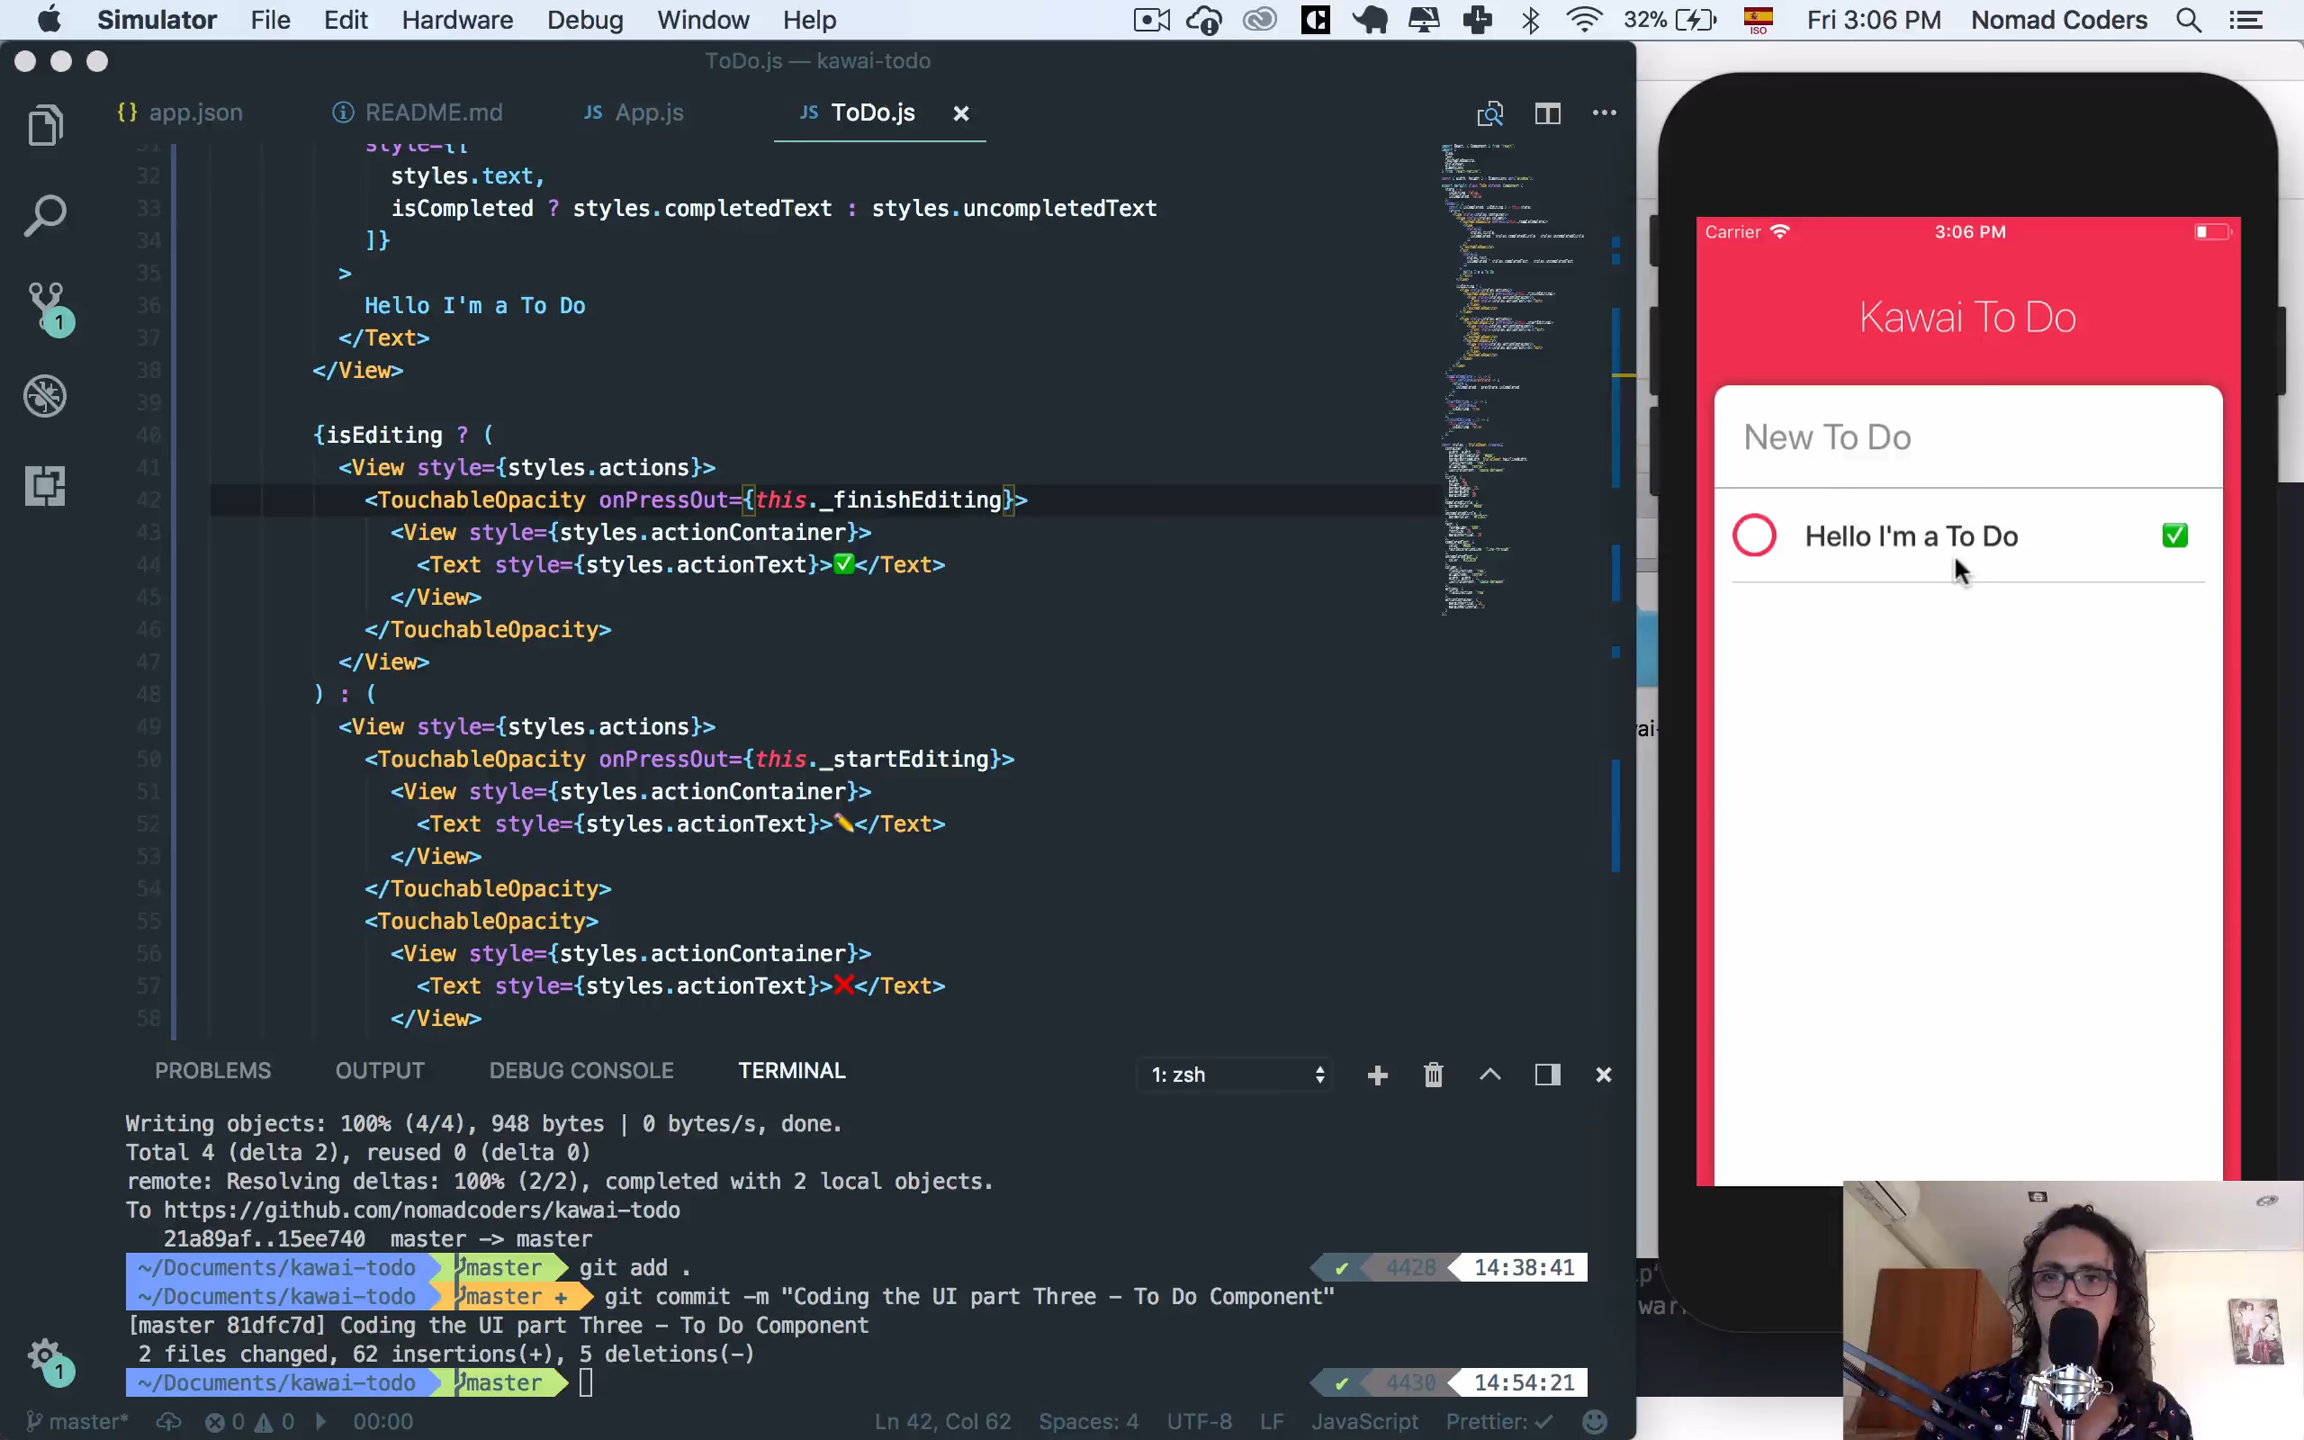 Simulator File Edit Hardware Debug Window Help 32% ISO Fri 3:06 PM Nomad Coders
ToDo.js — kawai-todo
{} app.json README.md JS App.js JS ToDo.js
31 style={[
32 styles.text,
33 isCompleted ? styles.completedText : styles.uncompletedText
34 ]}
35 >
36 Hello I'm a To Do
37 </Text>
38 </View>
39
40 {isEditing ? (
41 <View style={styles.actions}>
42 <TouchableOpacity onPressOut={this._finishEditing}>
43 <View style={styles.actionContainer}>
44 <Text style={styles.actionText}>✅</Text>
45 </View>
46 </TouchableOpacity>
47 </View>
48 ) : (
49 <View style={styles.actions}>
50 <TouchableOpacity onPressOut={this._startEditing}>
51 <View style={styles.actionContainer}>
52 <Text style={styles.actionText}>✏️</Text>
53 </View>
54 </TouchableOpacity>
55 <TouchableOpacity>
56 <View style={styles.actionContainer}>
57 <Text style={styles.actionText}>❌</Text>
58 </View>
1
1
PROBLEMS OUTPUT DEBUG CONSOLE TERMINAL 1: zsh
Writing objects: 100% (4/4), 948 bytes | 0 bytes/s, done.
Total 4 (delta 2), reused 0 (delta 0)
remote: Resolving deltas: 100% (2/2), completed with 2 local objects.
To https://github.com/nomadcoders/kawai-todo
21a89af..15ee740 master -> master
~/Documents/kawai-todo master git add . ✔ 4428 14:38:41
~/Documents/kawai-todo master + git commit -m "Coding the UI part Three - To Do Component"
[master 81dfc7d] Coding the UI part Three - To Do Component
2 files changed, 62 insertions(+), 5 deletions(-)
~/Documents/kawai-todo master ✔ 4430 14:54:21
master* 0 0 00:00 Ln 42, Col 62 Spaces: 4 UTF-8 LF JavaScript Prettier: ✓
Carrier 3:06 PM
Kawai To Do
New To Do
Hello I'm a To Do ✅